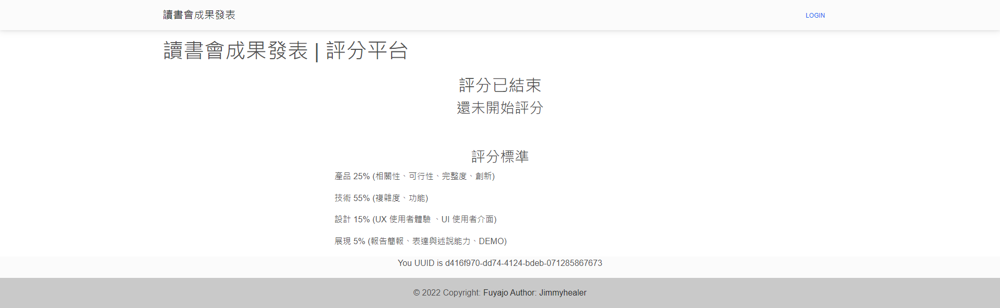 讀書會成果發表
LOGIN
讀書會成果發表 | 評分平台
評分已結束
還未開始評分
評分標準
產品 25% (相關性、可行性、完整度、創新)
技術 55% (複雜度、功能)
設計 15% (UX 使用者體驗 、UI 使用者介面)
展現 5% (報告簡報、表達與述說能力、DEMO)
You UUID is d416f970-dd74-4124-bdeb-071285867673
© 2022 Copyright: Fuyajo Author: Jimmyhealer